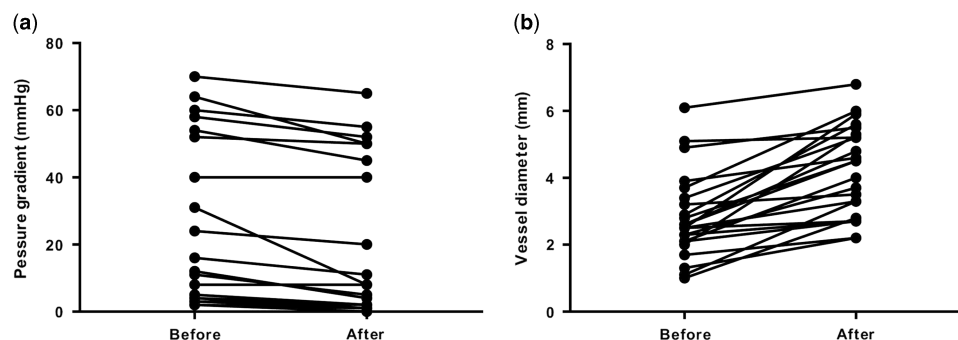 (a)
Pessure gradient (mmHg)
80
60
40
20
0
Before
After
(b)
Vessel diameter (mm)
8
6
4
2
0
Before
After